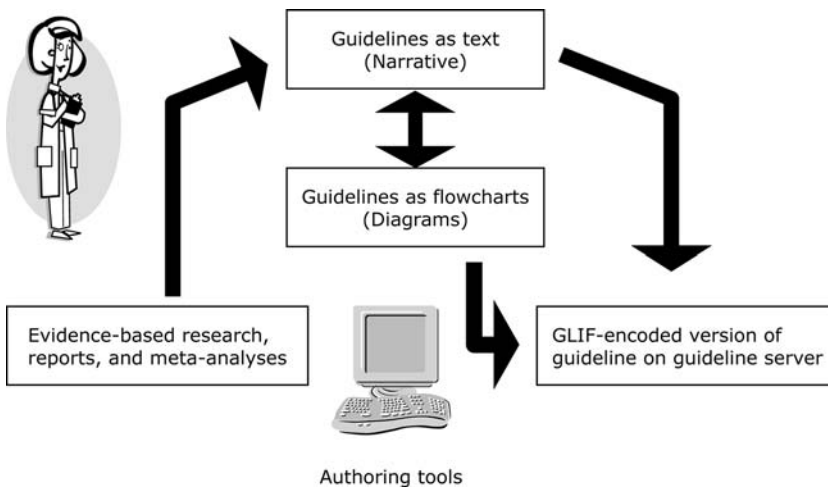 Guidelines as text
(Narrative)
Guidelines as flowcharts
(Diagrams)
Evidence-based research,
reports, and meta-analyses
GLIF-encoded version of
guideline on guideline server
Authoring tools